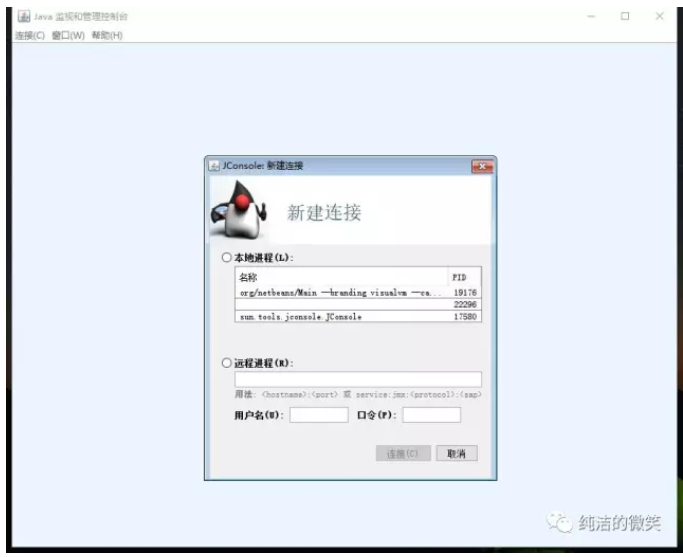 Java 监视和管理控制台
连接(C) 窗口(W) 帮助(H)
JConsole: 新建连接
新建连接
本地进程(L):
名称 PID
org/netbeans/Main —branding visualvm —ca... 19176
22296
sun.tools.jconsole.JConsole 17580
远程进程(R):
用法: <hostname>:<port> 或 service:jmx:<protocol>:<sap>
用户名(U): 口令(P):
连接(C) 取消
纯洁的微笑